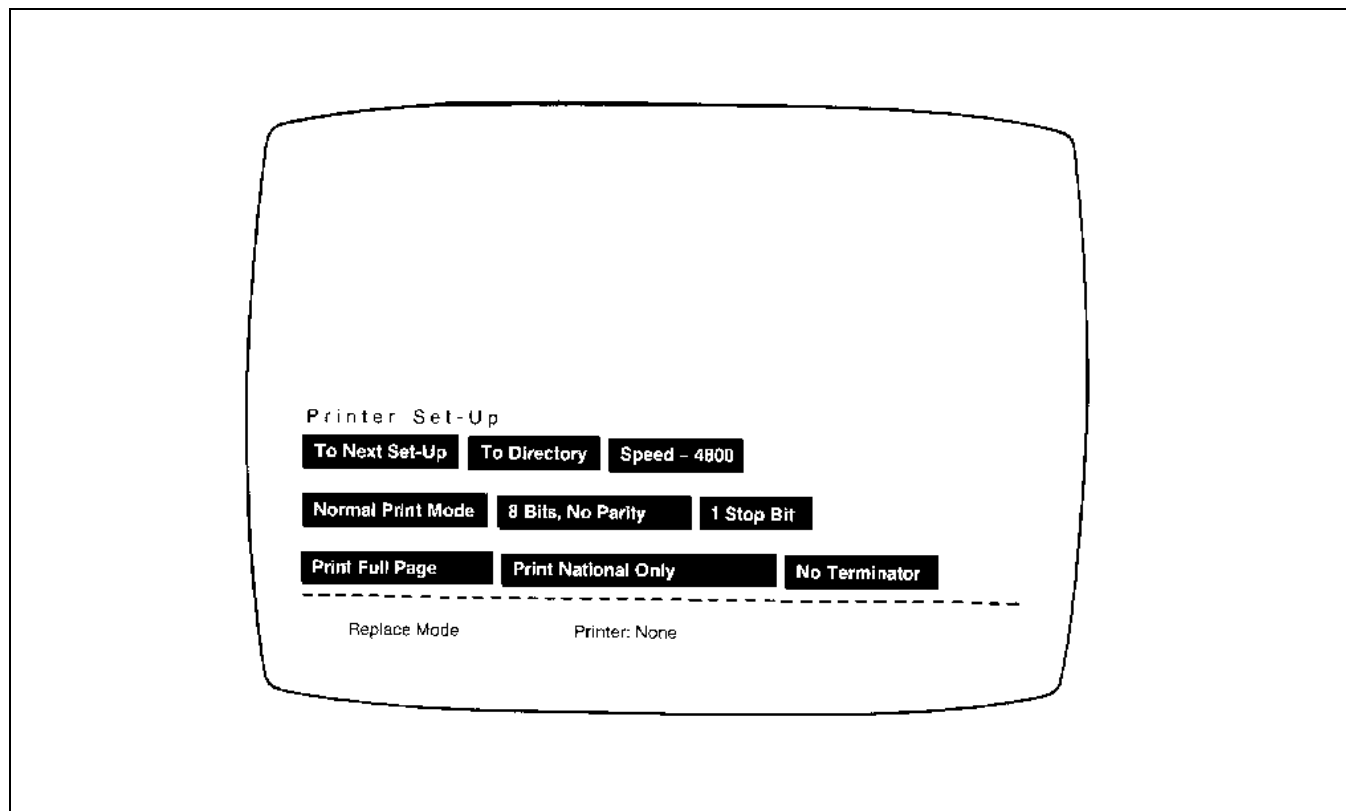 Printer Set-Up
To Next Set-Up To Directory Speed – 4800
Normal Print Mode 8 Bits, No Parity 1 Stop Bit
Print Full Page Print National Only No Terminator
Replace Mode Printer: None